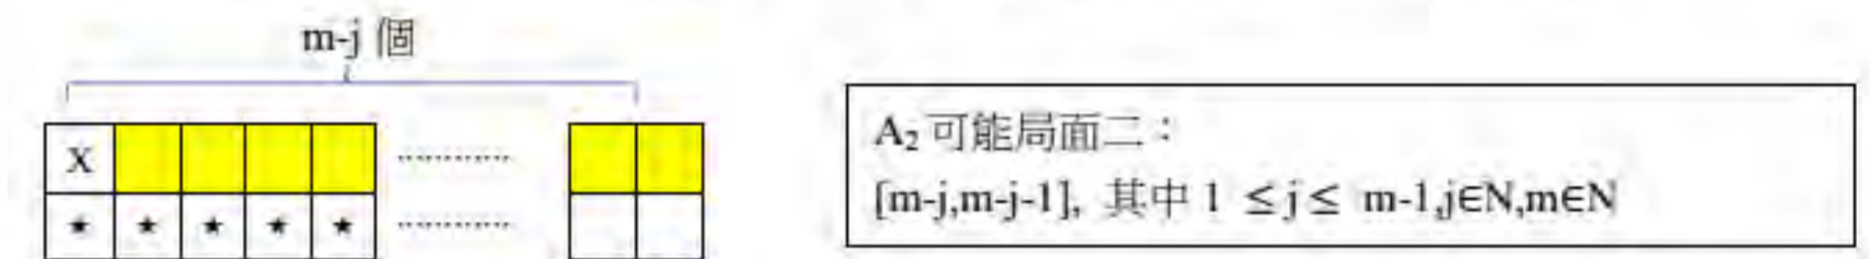 m-j 個
X ............
★ ★ ★ ★ ★ ............
A₂ 可能局面二：
[m-j,m-j-1], 其中 1 ≤ j ≤ m-1,j∈N,m∈N